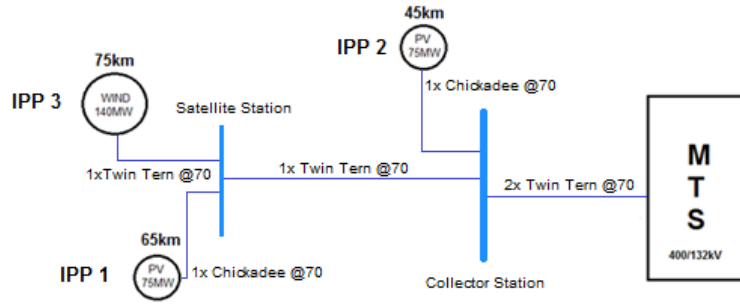 45km
IPP 2
PV
75MW
75km
IPP 3
WIND
140MW
1x Chickadee @70
Satellite Station
1xTwin Tern @70
1x Twin Tern @70
2x Twin Tern @70
M
T
S
400/132kV
65km
IPP 1
PV
75MW
1x Chickadee @70
Collector Station